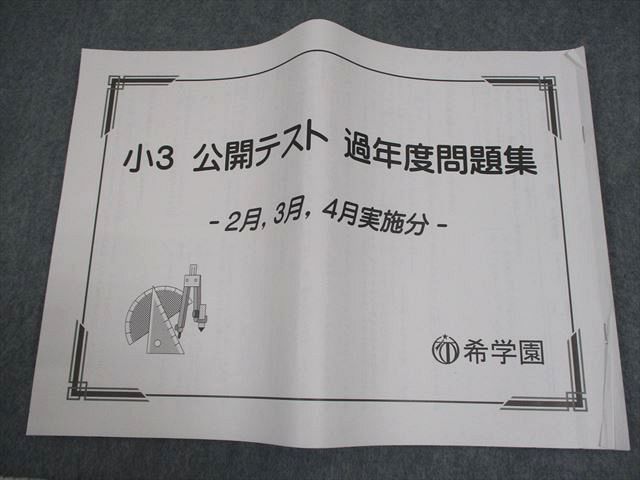 小3 公開テスト 過年度問題集
- 2月, 3月, 4月実施分 -
希学園